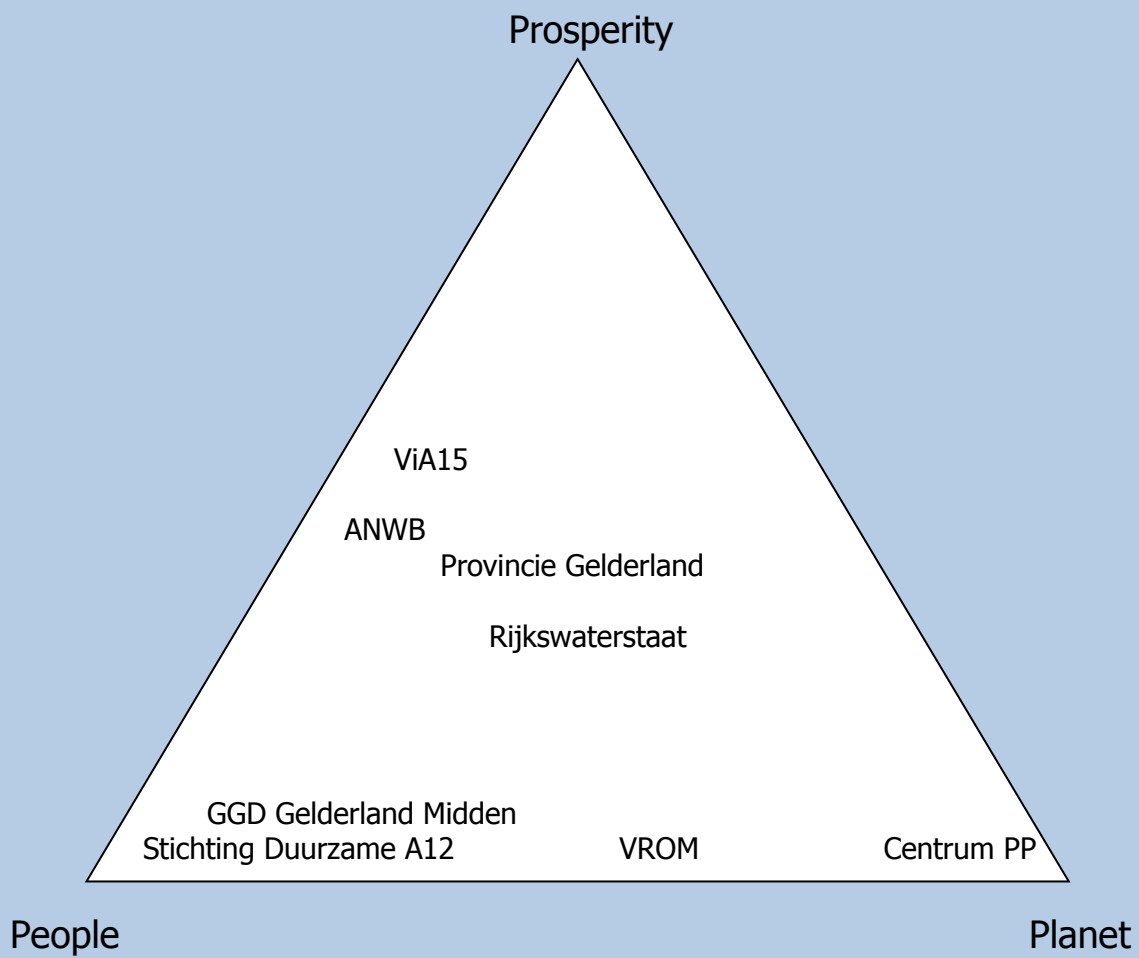 Prosperity
ViA15
ANWB
Provincie Gelderland
Rijkswaterstaat
GGD Gelderland Midden
Stichting Duurzame A12 VROM Centrum PP
People Planet